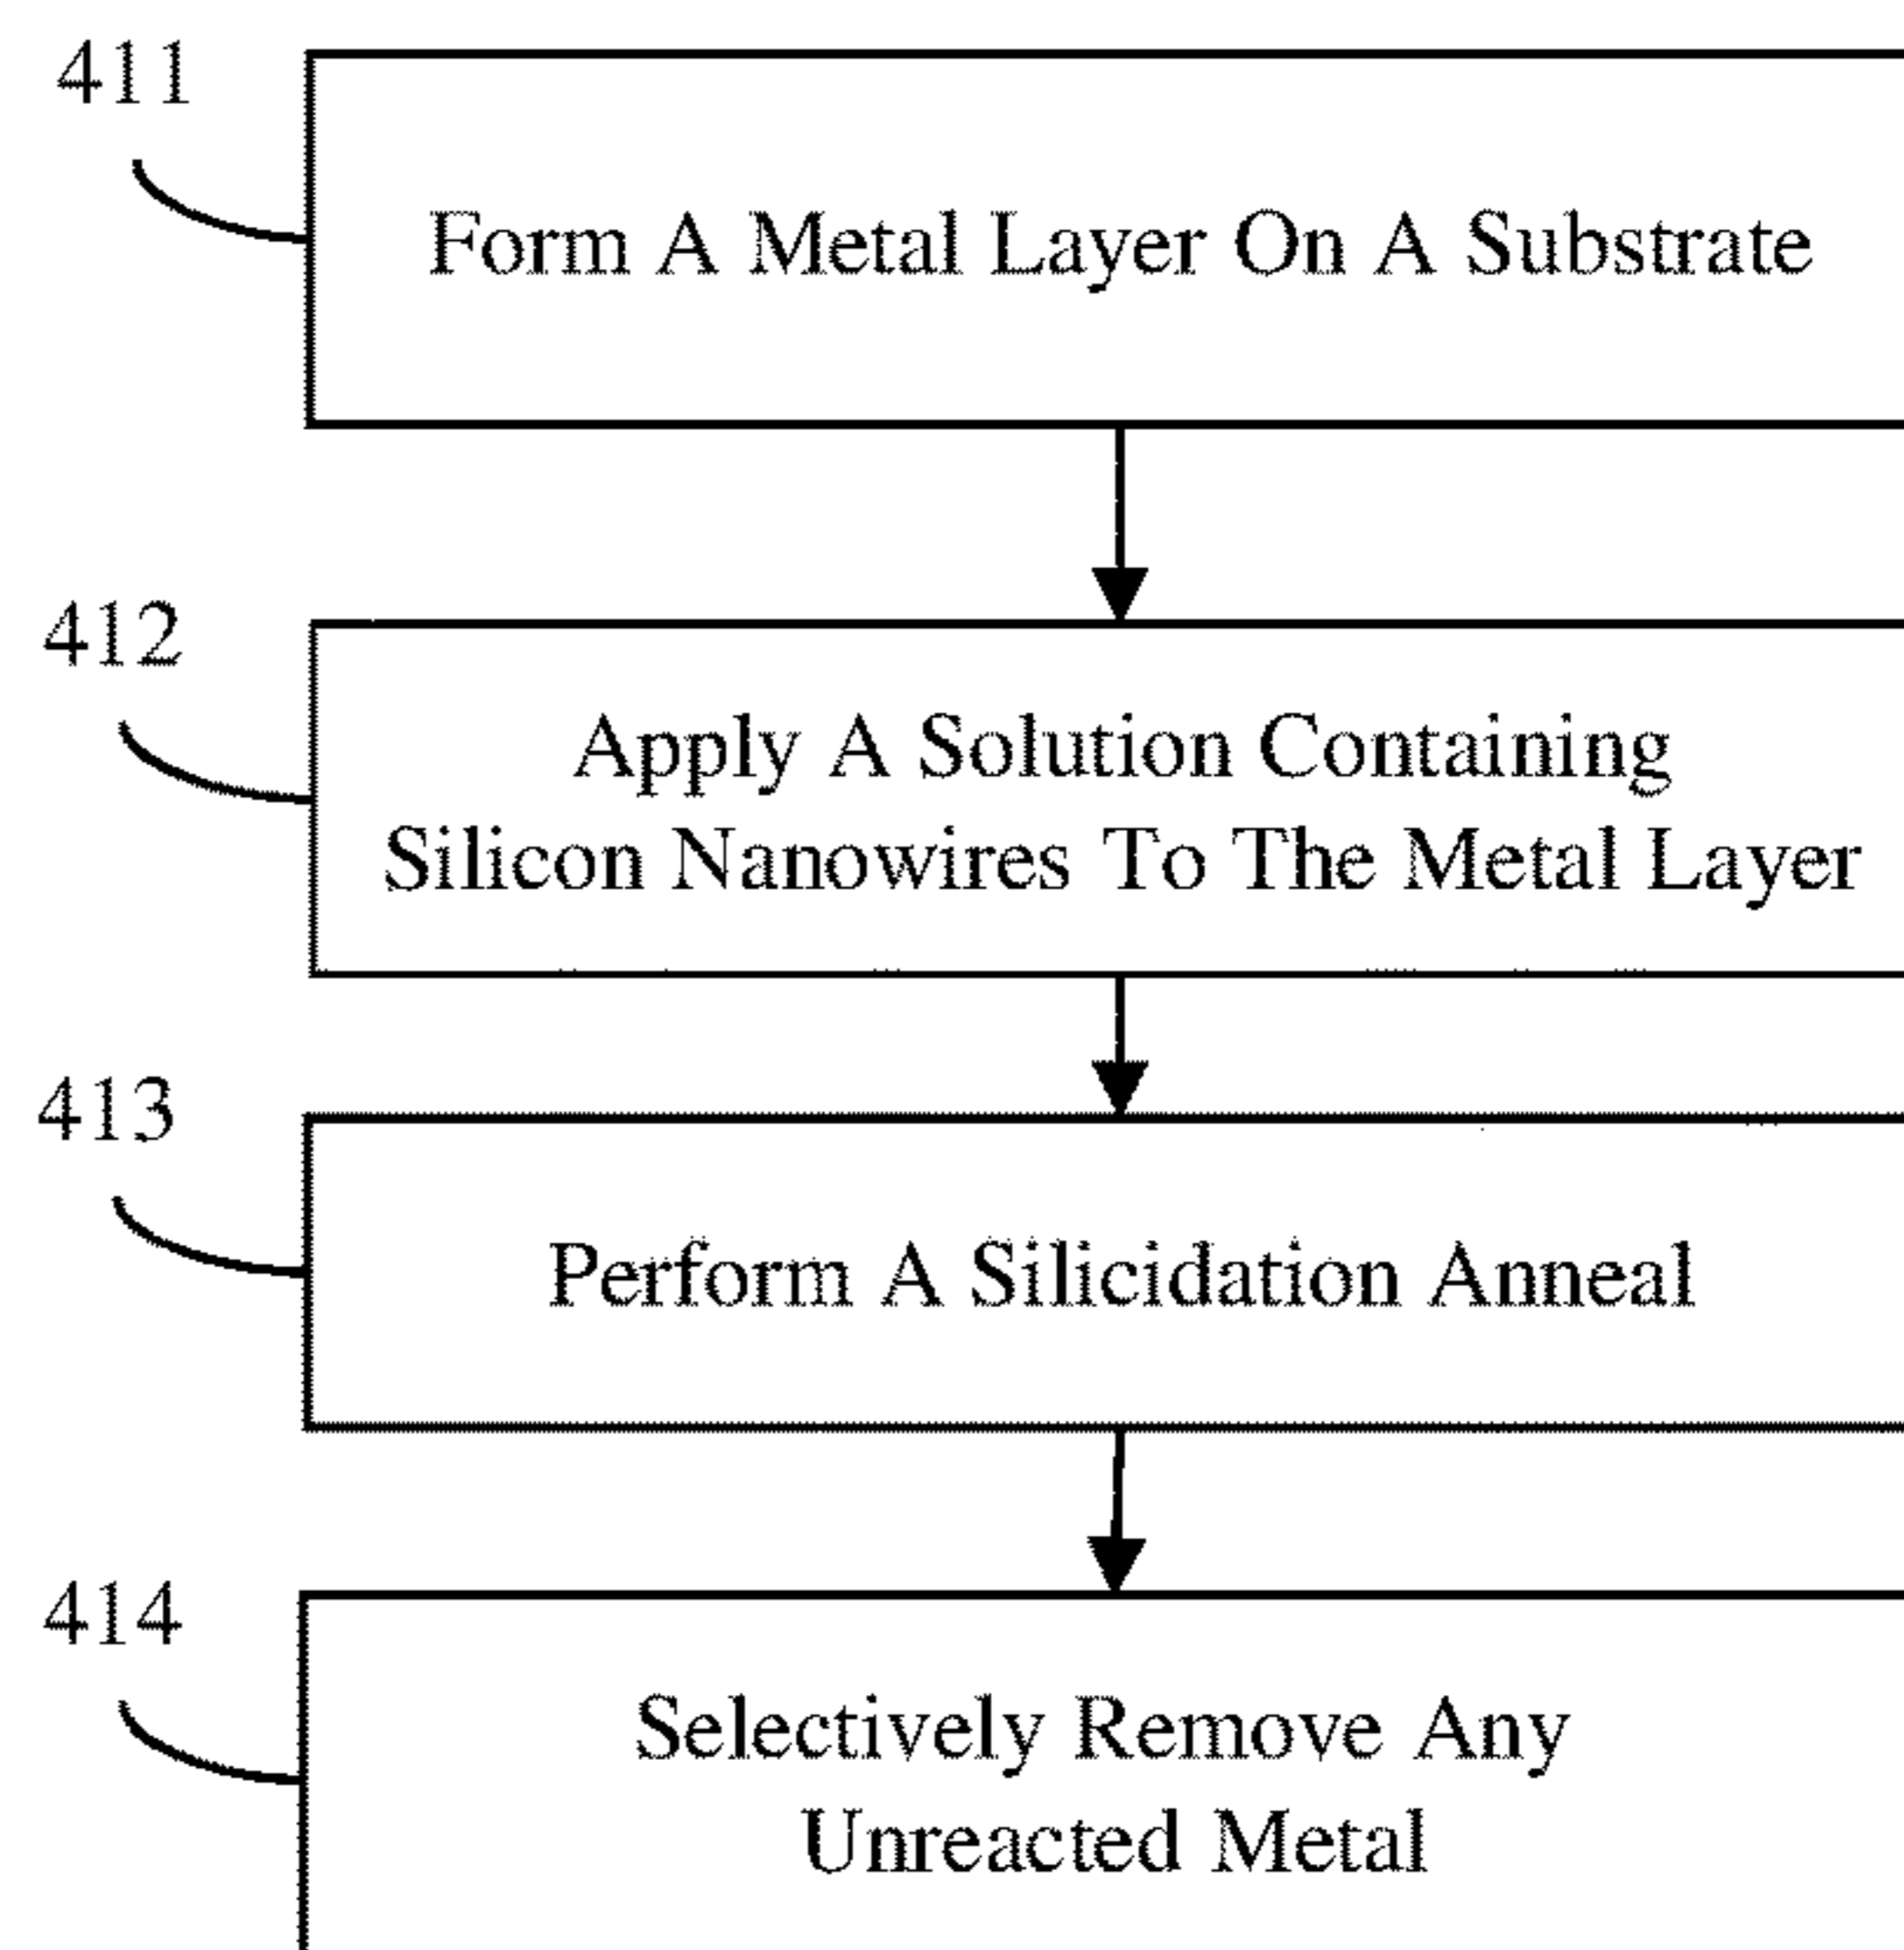 411
Form A Metal Layer On A Substrate
412
Apply A Solution Containing
Silicon Nanowires To The Metal Layer
413
Perform A Silicidation Anneal
414
Selectively Remove Any
Unreacted Metal